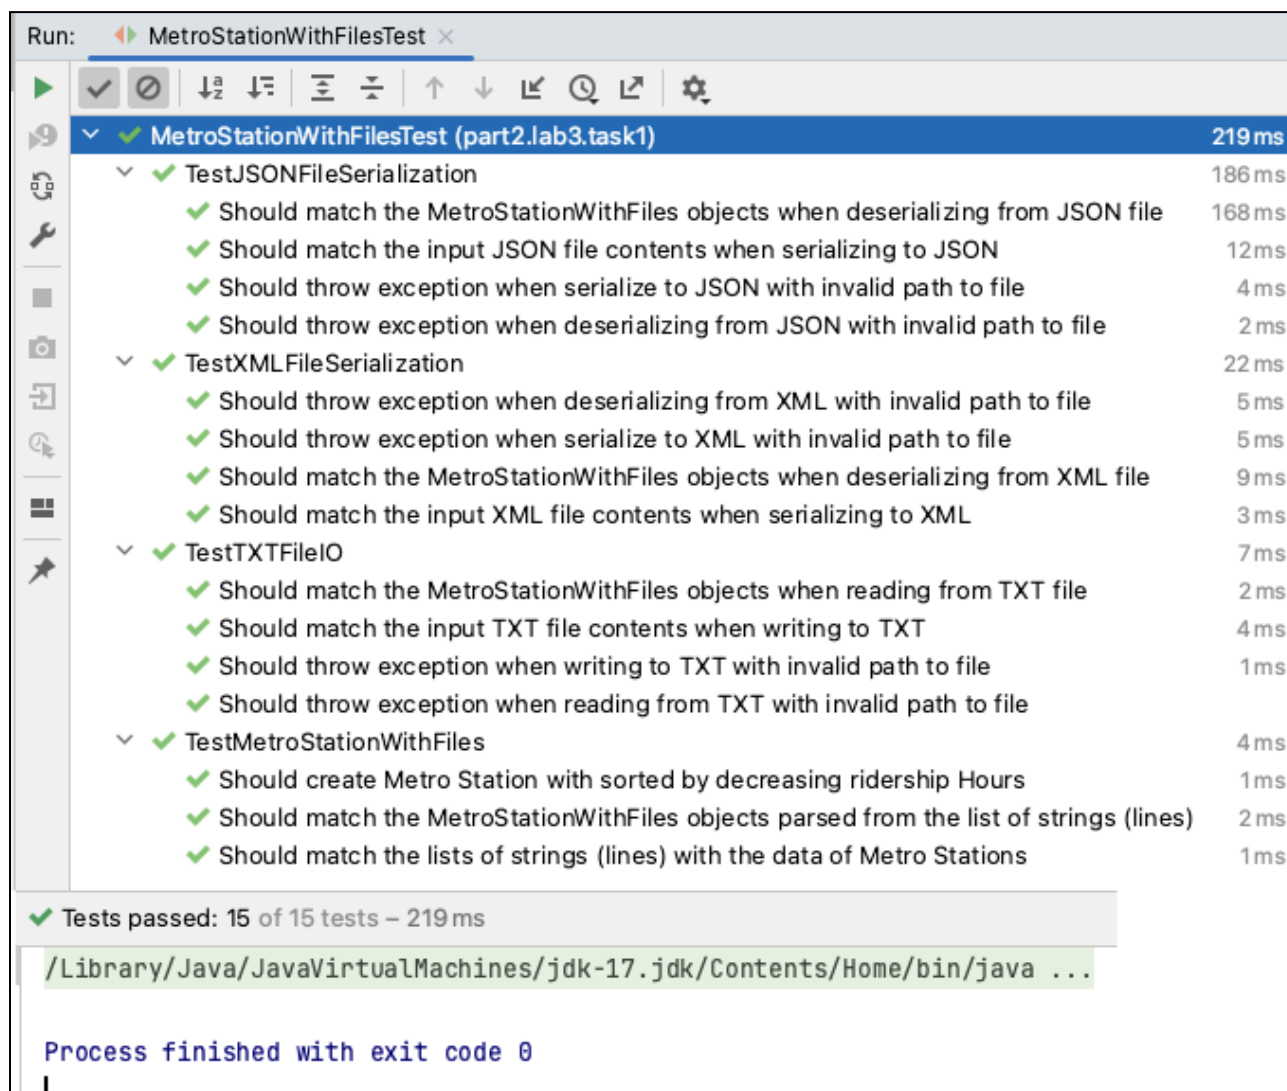 Run: MetroStationWithFilesTest ×
MetroStationWithFilesTest (part2.lab3.task1) 219 ms
TestJSONFileSerialization 186 ms
Should match the MetroStationWithFiles objects when deserializing from JSON file 168 ms
Should match the input JSON file contents when serializing to JSON 12 ms
Should throw exception when serialize to JSON with invalid path to file 4 ms
Should throw exception when deserializing from JSON with invalid path to file 2 ms
TestXMLFileSerialization 22 ms
Should throw exception when deserializing from XML with invalid path to file 5 ms
Should throw exception when serialize to XML with invalid path to file 5 ms
Should match the MetroStationWithFiles objects when deserializing from XML file 9 ms
Should match the input XML file contents when serializing to XML 3 ms
TestTXTFileIO 7 ms
Should match the MetroStationWithFiles objects when reading from TXT file 2 ms
Should match the input TXT file contents when writing to TXT 4 ms
Should throw exception when writing to TXT with invalid path to file 1 ms
Should throw exception when reading from TXT with invalid path to file
TestMetroStationWithFiles 4 ms
Should create Metro Station with sorted by decreasing ridership Hours 1 ms
Should match the MetroStationWithFiles objects parsed from the list of strings (lines) 2 ms
Should match the lists of strings (lines) with the data of Metro Stations 1 ms
Tests passed: 15 of 15 tests – 219 ms
/Library/Java/JavaVirtualMachines/jdk-17.jdk/Contents/Home/bin/java ...
Process finished with exit code 0